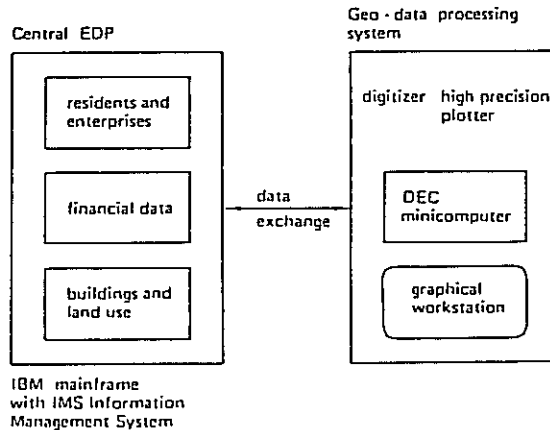 Central EDP
residents and
enterprises
financial data
buildings and
land use
IBM mainframe
with IMS Information
Management System
data
exchange
Geo-data processing
system
digitizer high precision
plotter
DEC
minicomputer
graphical
workstation